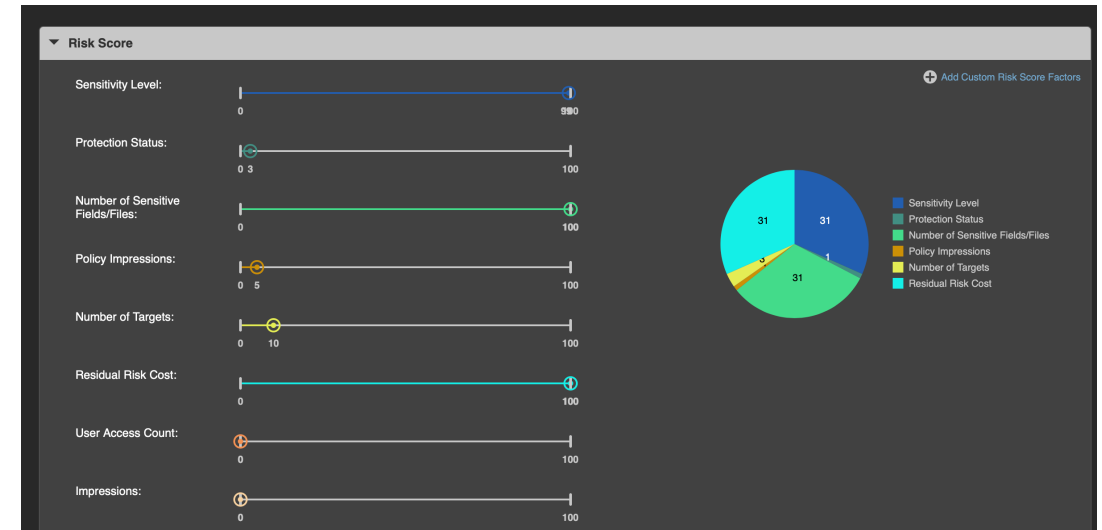 Risk Score
Add Custom Risk Score Factors
Sensitivity Level:
0
100
Protection Status:
0 3 100
Number of Sensitive
Fields/Files:
0 100
Policy Impressions:
0 5 100
Number of Targets:
0 10 100
Residual Risk Cost:
0 100
User Access Count:
0 100
Impressions:
0 100
31
31
1
3
31
Sensitivity Level
Protection Status
Number of Sensitive Fields/Files
Policy Impressions
Number of Targets
Residual Risk Cost